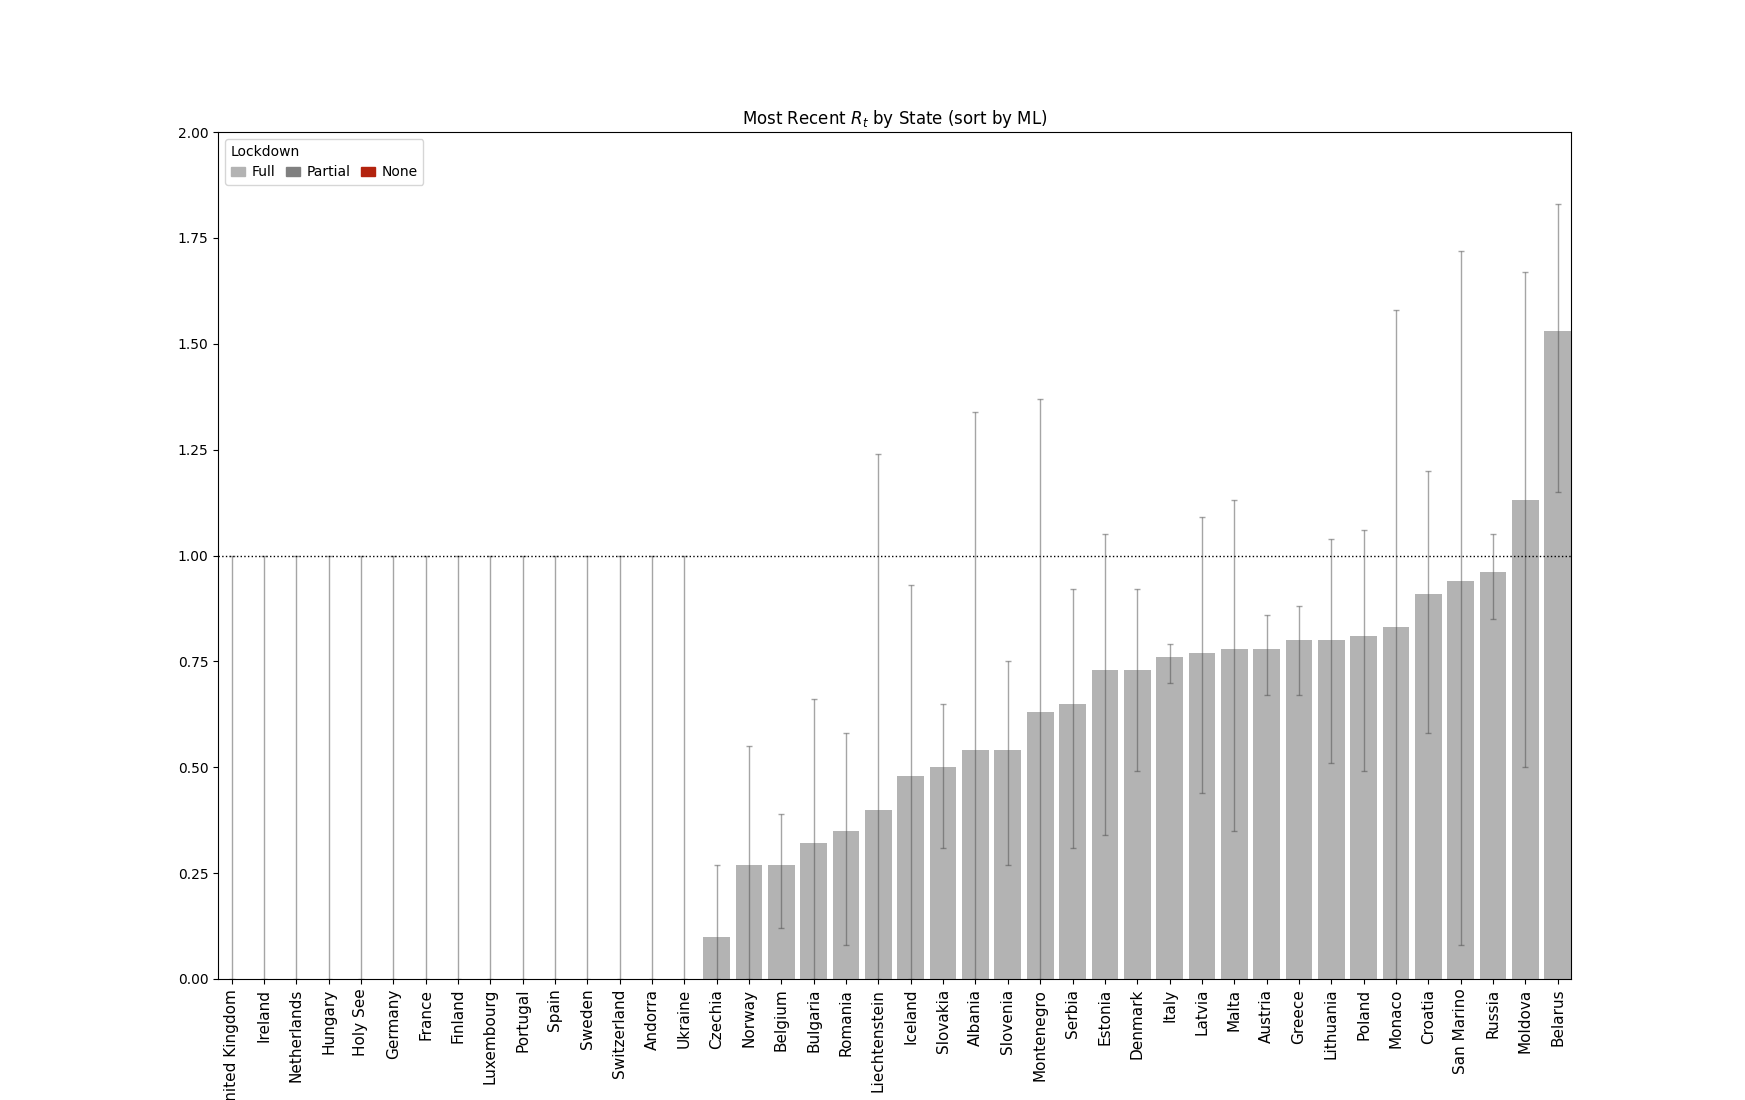 Most Recent Rt by State (sort by ML)
2.00
1.75
1.50
1.25
1.00
0.75
0.50
0.25
0.00
Lockdown
Full Partial None
nited Kingdom
Ireland
Netherlands
Hungary
Holy See
Germany
France
Finland
Luxembourg
Portugal
Spain
Sweden
Switzerland
Andorra
Ukraine
Czechia
Norway
Belgium
Bulgaria
Romania
Liechtenstein
Iceland
Slovakia
Albania
Slovenia
Montenegro
Serbia
Estonia
Denmark
Italy
Latvia
Malta
Austria
Greece
Lithuania
Poland
Monaco
Croatia
San Marino
Russia
Moldova
Belarus